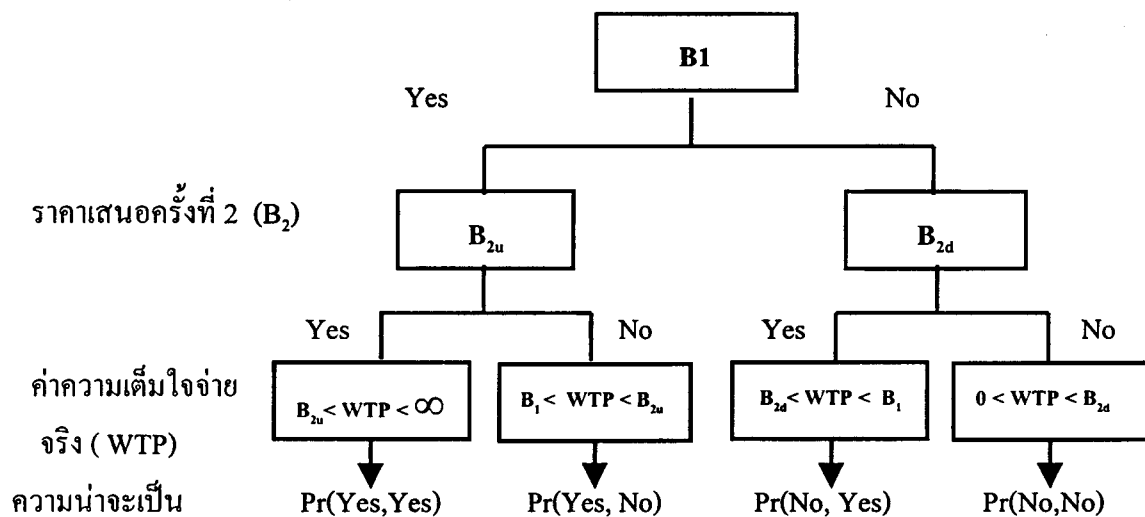 B1
Yes No
ราคาเสนอครั้งที่ 2 (B₂)
B₂ᵤ B₂d
Yes No Yes No
ค่าความเต็มใจจ่าย
จริง ( WTP)
B₂ᵤ < WTP < ∞ B₁ < WTP < B₂ᵤ B₂d < WTP < B₁ 0 < WTP < B₂d
ความน่าจะเป็น Pr(Yes,Yes) Pr(Yes, No) Pr(No, Yes) Pr(No,No)